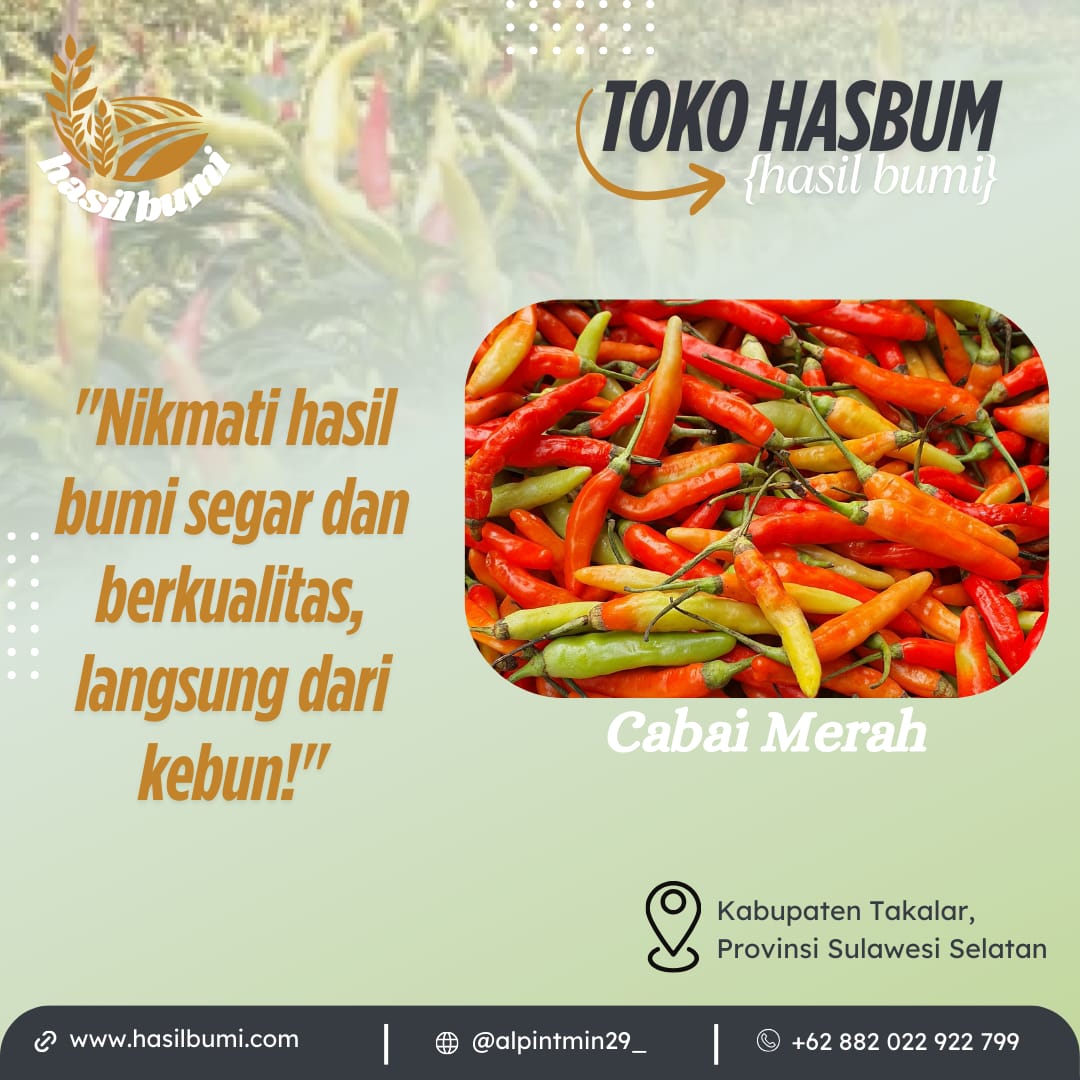 hasil bumi
TOKO HASBUM
{hasil bumi}
"Nikmati hasil
bumi segar dan
berkualitas,
langsung dari
kebun!"
Cabai Merah
Kabupaten Takalar,
Provinsi Sulawesi Selatan
www.hasilbumi.com
@alpintmin29_
+62 882 022 922 799